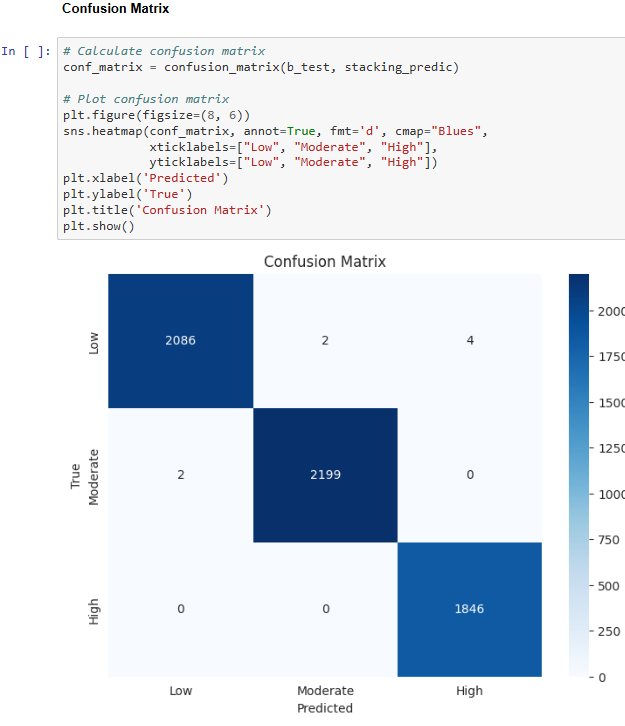 Confusion Matrix
In [ ]: # Calculate confusion matrix
conf_matrix = confusion_matrix(b_test, stacking_predic)
# Plot confusion matrix
plt.figure(figsize=(8, 6))
sns.heatmap(conf_matrix, annot=True, fmt='d', cmap="Blues",
xticklabels=["Low", "Moderate", "High"],
yticklabels=["Low", "Moderate", "High"])
plt.xlabel('Predicted')
plt.ylabel('True')
plt.title('Confusion Matrix')
plt.show()
Confusion Matrix
Low
2086 2 4
True
Moderate
2 2199 0
High
0 0 1846
Low Moderate High
Predicted
2000
1750
1500
1250
1000
750
500
250
0